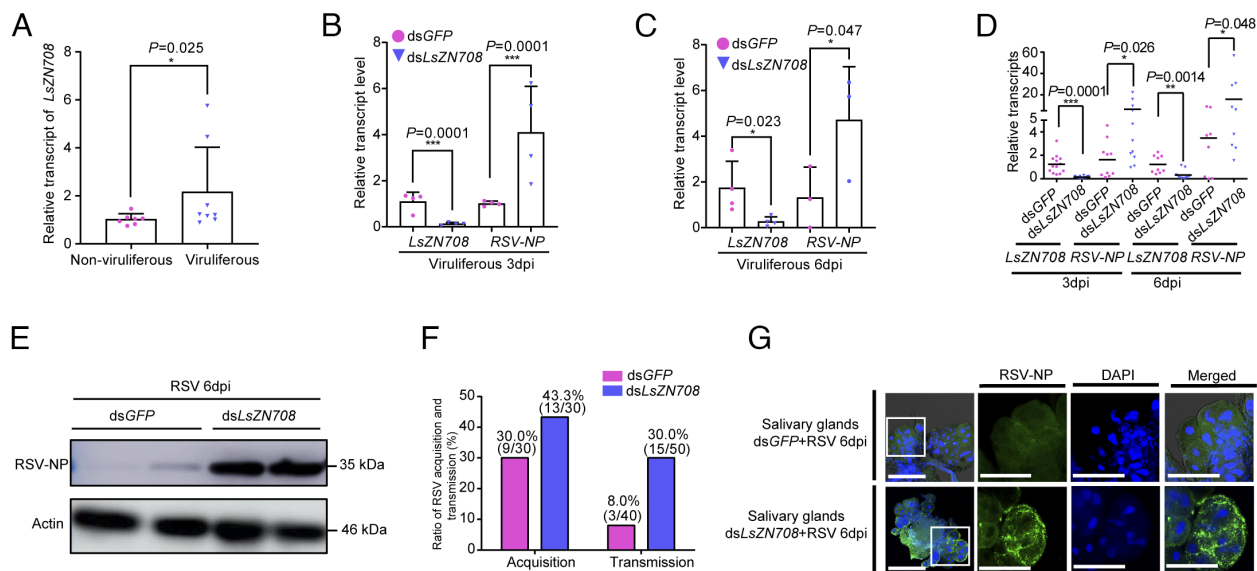 A
P=0.025
*
Relative transcript of LsZN708
8
6
4
2
0
Non-viruliferous Viruliferous
B
dsGFP
dsLsZN708
P=0.0001
***
P=0.0001
***
Relative transcript level
8
6
4
2
0
LsZN708 RSV-NP
Viruliferous 3dpi
C
dsGFP
dsLsZN708
P=0.047
*
P=0.023
*
Relative transcript level
8
6
4
2
0
LsZN708 RSV-NP
Viruliferous 6dpi
D
P=0.048
*
P=0.026
*
P=0.0014
**
P=0.0001
***
Relative transcripts
60
40
20
6
4
2
0
dsGFP
dsLsZN708
dsGFP
dsLsZN708
dsGFP
dsLsZN708
dsGFP
dsLsZN708
LsZN708 RSV-NP LsZN708 RSV-NP
3dpi 6dpi
E
RSV 6dpi
dsGFP dsLsZN708
RSV-NP 35 kDa
Actin 46 kDa
F
dsGFP
dsLsZN708
Ratio of RSV acquisition and
transmission (%)
50
40
30
20
10
0
30.0%
(9/30)
43.3%
(13/30)
8.0%
(3/40)
30.0%
(15/50)
Acquisition Transmission
G
RSV-NP DAPI Merged
Salivary glands
dsGFP+RSV 6dpi
Salivary glands
dsLsZN708+RSV 6dpi